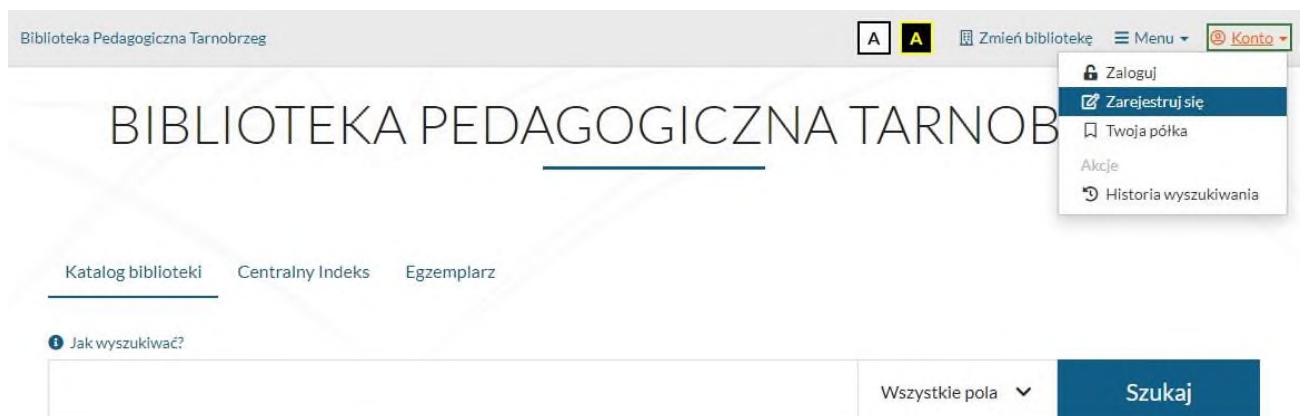 Biblioteka Pedagogiczna Tarnobrzeg
A A Zmień bibliotekę Menu Konto
Zaloguj
Zarejestruj się
Twoja półka
Akcje
Historia wyszukiwania
BIBLIOTEKA PEDAGOGICZNA TARNOB
Katalog biblioteki Centralny Indeks Egzemplarz
Jak wyszukiwać?
Wszystkie pola Szukaj